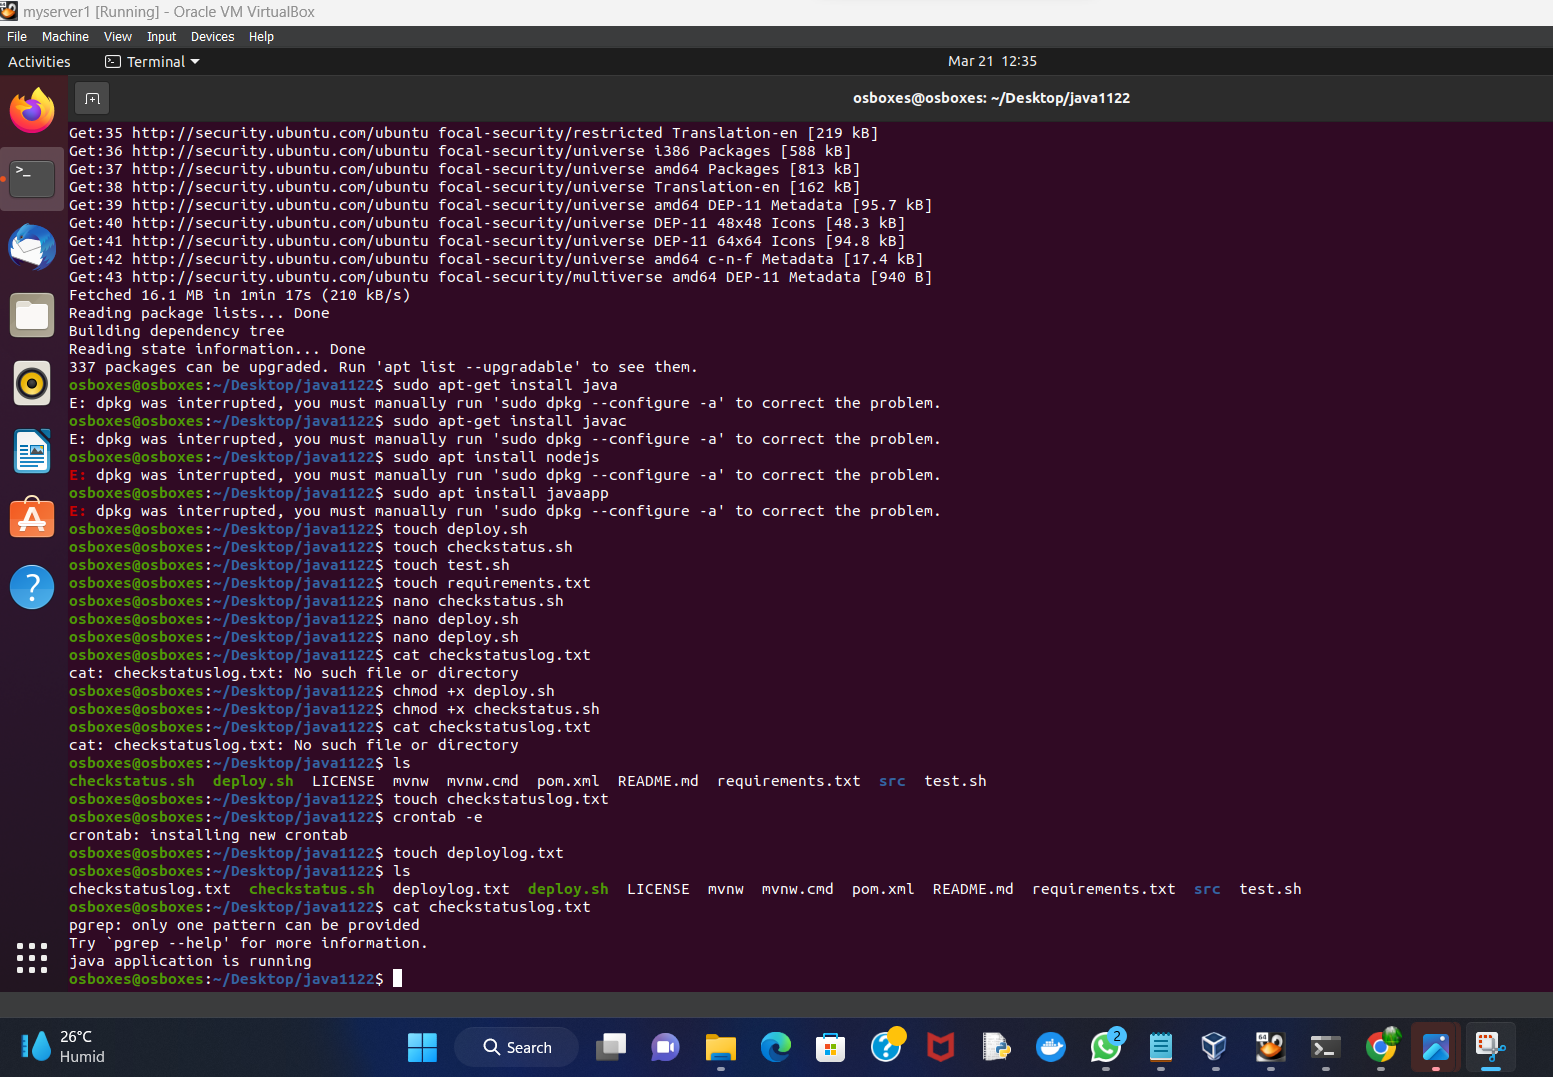 myserver1 [Running] - Oracle VM VirtualBox
File Machine View Input Devices Help
Activities Terminal Mar 21 12:35
osboxes@osboxes: ~/Desktop/java1122
Get:35 http://security.ubuntu.com/ubuntu focal-security/restricted Translation-en [219 kB]
Get:36 http://security.ubuntu.com/ubuntu focal-security/universe i386 Packages [588 kB]
Get:37 http://security.ubuntu.com/ubuntu focal-security/universe amd64 Packages [813 kB]
Get:38 http://security.ubuntu.com/ubuntu focal-security/universe Translation-en [162 kB]
Get:39 http://security.ubuntu.com/ubuntu focal-security/universe amd64 DEP-11 Metadata [95.7 kB]
Get:40 http://security.ubuntu.com/ubuntu focal-security/universe DEP-11 48x48 Icons [48.3 kB]
Get:41 http://security.ubuntu.com/ubuntu focal-security/universe DEP-11 64x64 Icons [94.8 kB]
Get:42 http://security.ubuntu.com/ubuntu focal-security/universe amd64 c-n-f Metadata [17.4 kB]
Get:43 http://security.ubuntu.com/ubuntu focal-security/multiverse amd64 DEP-11 Metadata [940 B]
Fetched 16.1 MB in 1min 17s (210 kB/s)
Reading package lists... Done
Building dependency tree
Reading state information... Done
337 packages can be upgraded. Run 'apt list --upgradable' to see them.
osboxes@osboxes:~/Desktop/java1122$ sudo apt-get install java
E: dpkg was interrupted, you must manually run 'sudo dpkg --configure -a' to correct the problem.
osboxes@osboxes:~/Desktop/java1122$ sudo apt-get install javac
E: dpkg was interrupted, you must manually run 'sudo dpkg --configure -a' to correct the problem.
osboxes@osboxes:~/Desktop/java1122$ sudo apt install nodejs
E: dpkg was interrupted, you must manually run 'sudo dpkg --configure -a' to correct the problem.
osboxes@osboxes:~/Desktop/java1122$ sudo apt install javaapp
E: dpkg was interrupted, you must manually run 'sudo dpkg --configure -a' to correct the problem.
osboxes@osboxes:~/Desktop/java1122$ touch deploy.sh
osboxes@osboxes:~/Desktop/java1122$ touch checkstatus.sh
osboxes@osboxes:~/Desktop/java1122$ touch test.sh
osboxes@osboxes:~/Desktop/java1122$ touch requirements.txt
osboxes@osboxes:~/Desktop/java1122$ nano checkstatus.sh
osboxes@osboxes:~/Desktop/java1122$ nano deploy.sh
osboxes@osboxes:~/Desktop/java1122$ nano deploy.sh
osboxes@osboxes:~/Desktop/java1122$ cat checkstatuslog.txt
cat: checkstatuslog.txt: No such file or directory
osboxes@osboxes:~/Desktop/java1122$ chmod +x deploy.sh
osboxes@osboxes:~/Desktop/java1122$ chmod +x checkstatus.sh
osboxes@osboxes:~/Desktop/java1122$ cat checkstatuslog.txt
cat: checkstatuslog.txt: No such file or directory
osboxes@osboxes:~/Desktop/java1122$ ls
checkstatus.sh deploy.sh LICENSE mvnw mvnw.cmd pom.xml README.md requirements.txt src test.sh
osboxes@osboxes:~/Desktop/java1122$ touch checkstatuslog.txt
osboxes@osboxes:~/Desktop/java1122$ crontab -e
crontab: installing new crontab
osboxes@osboxes:~/Desktop/java1122$ touch deploylog.txt
osboxes@osboxes:~/Desktop/java1122$ ls
checkstatuslog.txt checkstatus.sh deploylog.txt deploy.sh LICENSE mvnw mvnw.cmd pom.xml README.md requirements.txt src test.sh
osboxes@osboxes:~/Desktop/java1122$ cat checkstatuslog.txt
pgrep: only one pattern can be provided
Try `pgrep --help' for more information.
java application is running
osboxes@osboxes:~/Desktop/java1122$
26°C
Humid
Search
2